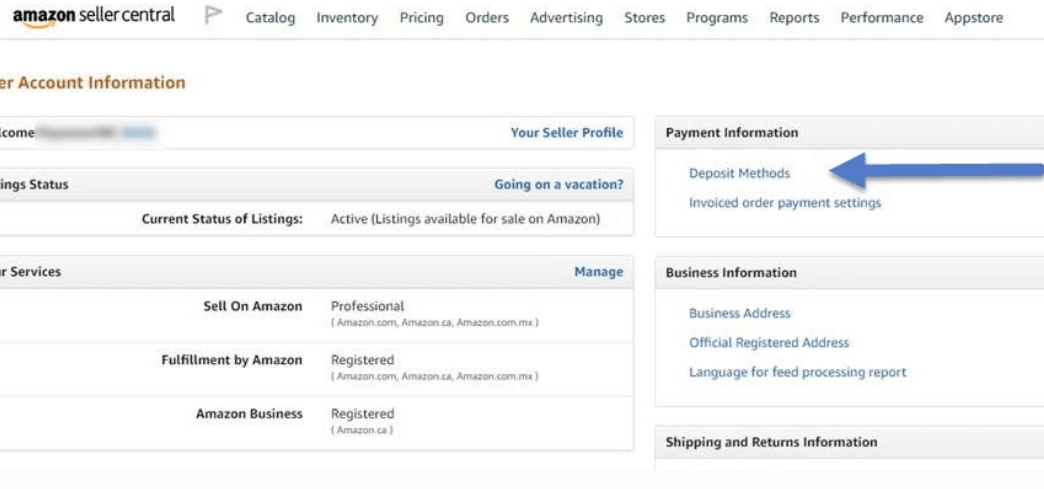 amazon seller central Catalog Inventory Pricing Orders Advertising Stores Programs Reports Performance Appstore
er Account Information
lcome
Your Seller Profile
ings Status
Going on a vacation?
Current Status of Listings: Active (Listings available for sale on Amazon)
ur Services
Manage
Sell On Amazon Professional
( Amazon.com, Amazon.ca, Amazon.com.mx )
Fulfillment by Amazon Registered
( Amazon.com, Amazon.ca, Amazon.com.mx )
Amazon Business Registered
( Amazon.ca )
Payment Information
Deposit Methods
Invoiced order payment settings
Business Information
Business Address
Official Registered Address
Language for feed processing report
Shipping and Returns Information